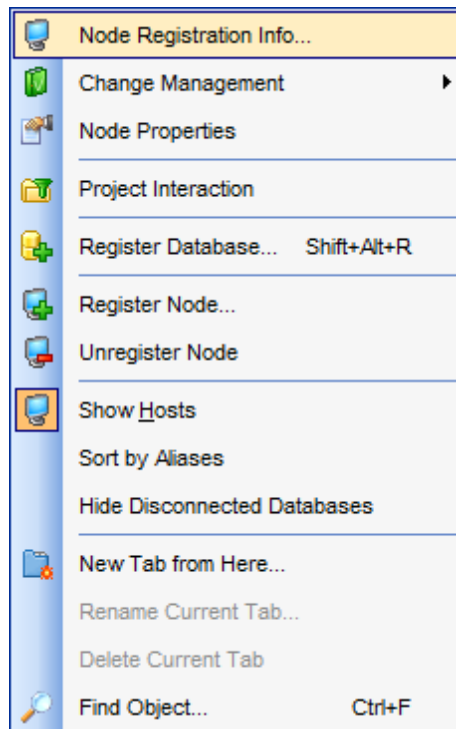 Node Registration Info...
Change Management
Node Properties
Project Interaction
Register Database... Shift+Alt+R
Register Node...
Unregister Node
Show Hosts
Sort by Aliases
Hide Disconnected Databases
New Tab from Here...
Rename Current Tab...
Delete Current Tab
Find Object... Ctrl+F